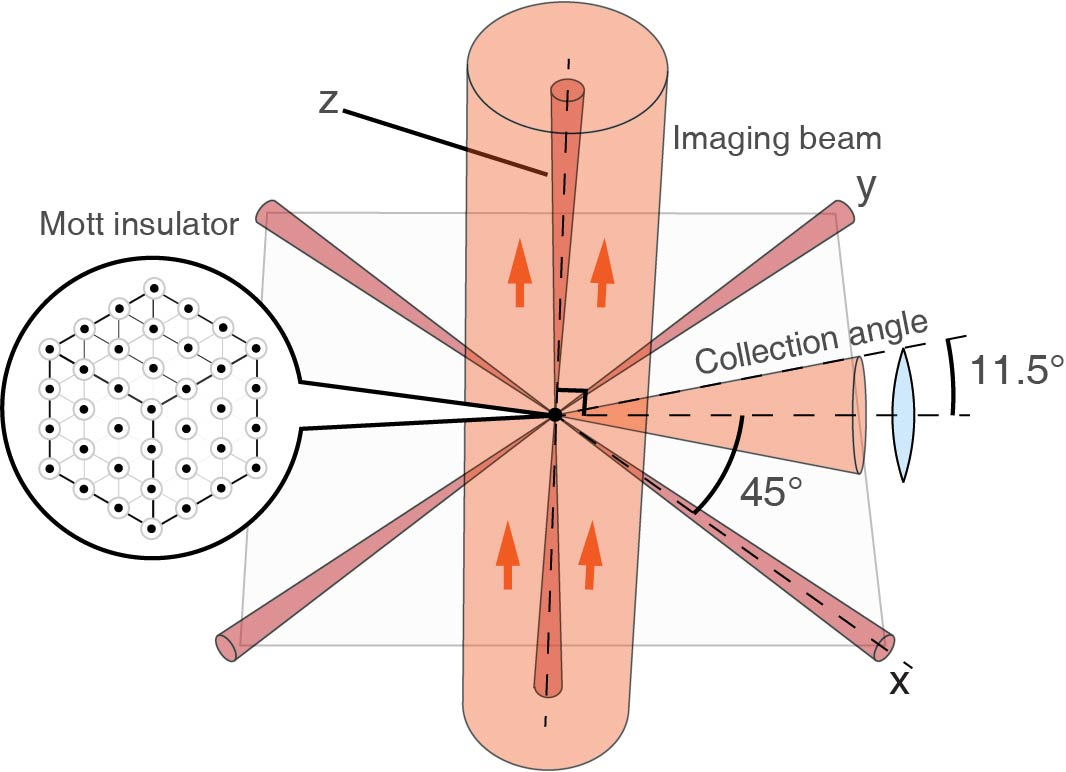 z
Imaging beam
y
Mott insulator
Collection angle
11.5°
45°
x